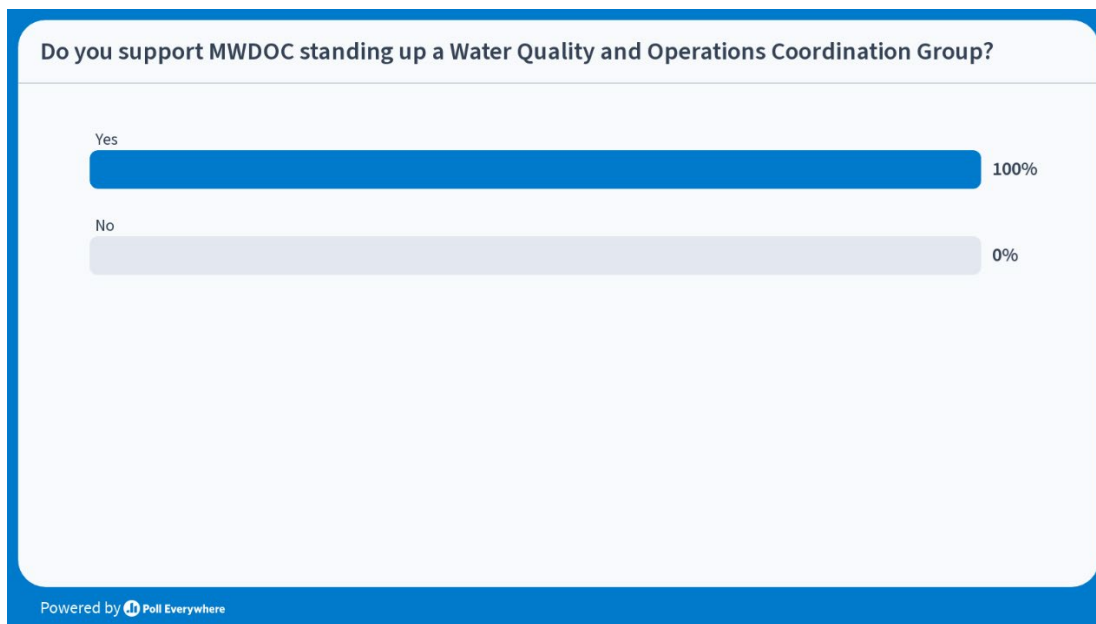 Do you support MWDOC standing up a Water Quality and Operations Coordination Group?
Yes
100%
No
0%
Powered by Poll Everywhere